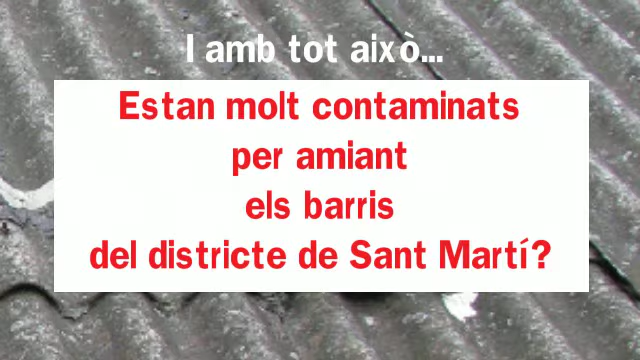 I amb tot això...
Estan molt contaminats
per amiant
els barris
del districte de Sant Martí?